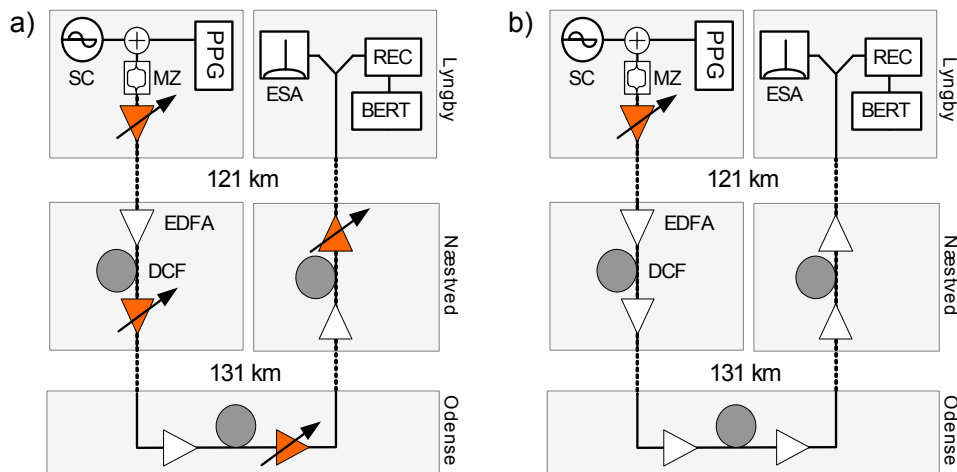 a)
SC
MZ
PPG
ESA
REC
BERT
Lyngby
121 km
EDFA
DCF
Næstved
131 km
Odense
b)
SC
MZ
PPG
ESA
REC
BERT
Lyngby
121 km
EDFA
DCF
Næstved
131 km
Odense